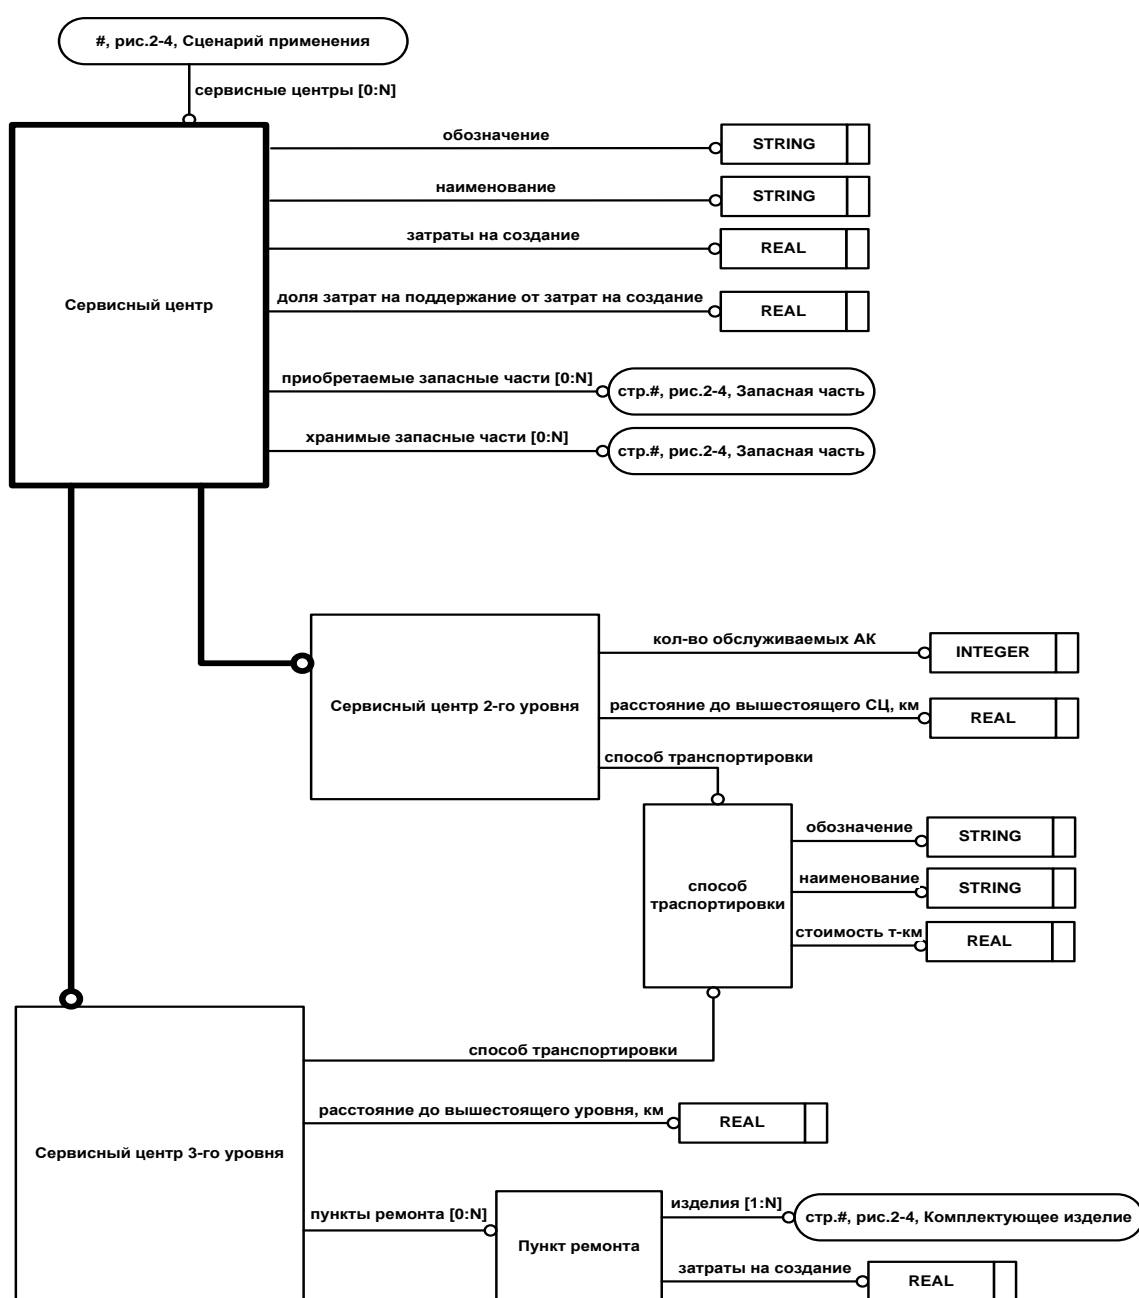 #, рис.2-4, Сценарий применения
сервисные центры [0:N]
обозначение
STRING
наименование
STRING
затраты на создание
REAL
Сервисный центр
доля затрат на поддержание от затрат на создание
REAL
приобретаемые запасные части [0:N]
стр.#, рис.2-4, Запасная часть
хранимые запасные части [0:N]
стр.#, рис.2-4, Запасная часть
кол-во обслуживаемых АК
INTEGER
Сервисный центр 2-го уровня
расстояние до вышестоящего СЦ, км
REAL
способ транспортировки
обозначение
STRING
способ
траспортировки
наименование
STRING
стоимость т-км
REAL
способ транспортировки
расстояние до вышестоящего уровня, км
REAL
Сервисный центр 3-го уровня
пункты ремонта [0:N]
Пункт ремонта
изделия [1:N]
стр.#, рис.2-4, Комплектующее изделие
затраты на создание
REAL